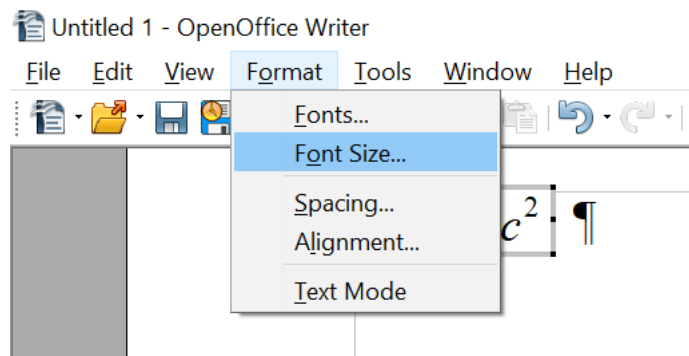 Untitled 1 - OpenOffice Writer
File Edit View Format Tools Window Help
Fonts...
Font Size...
Spacing...
Alignment...
c² ¶
Text Mode